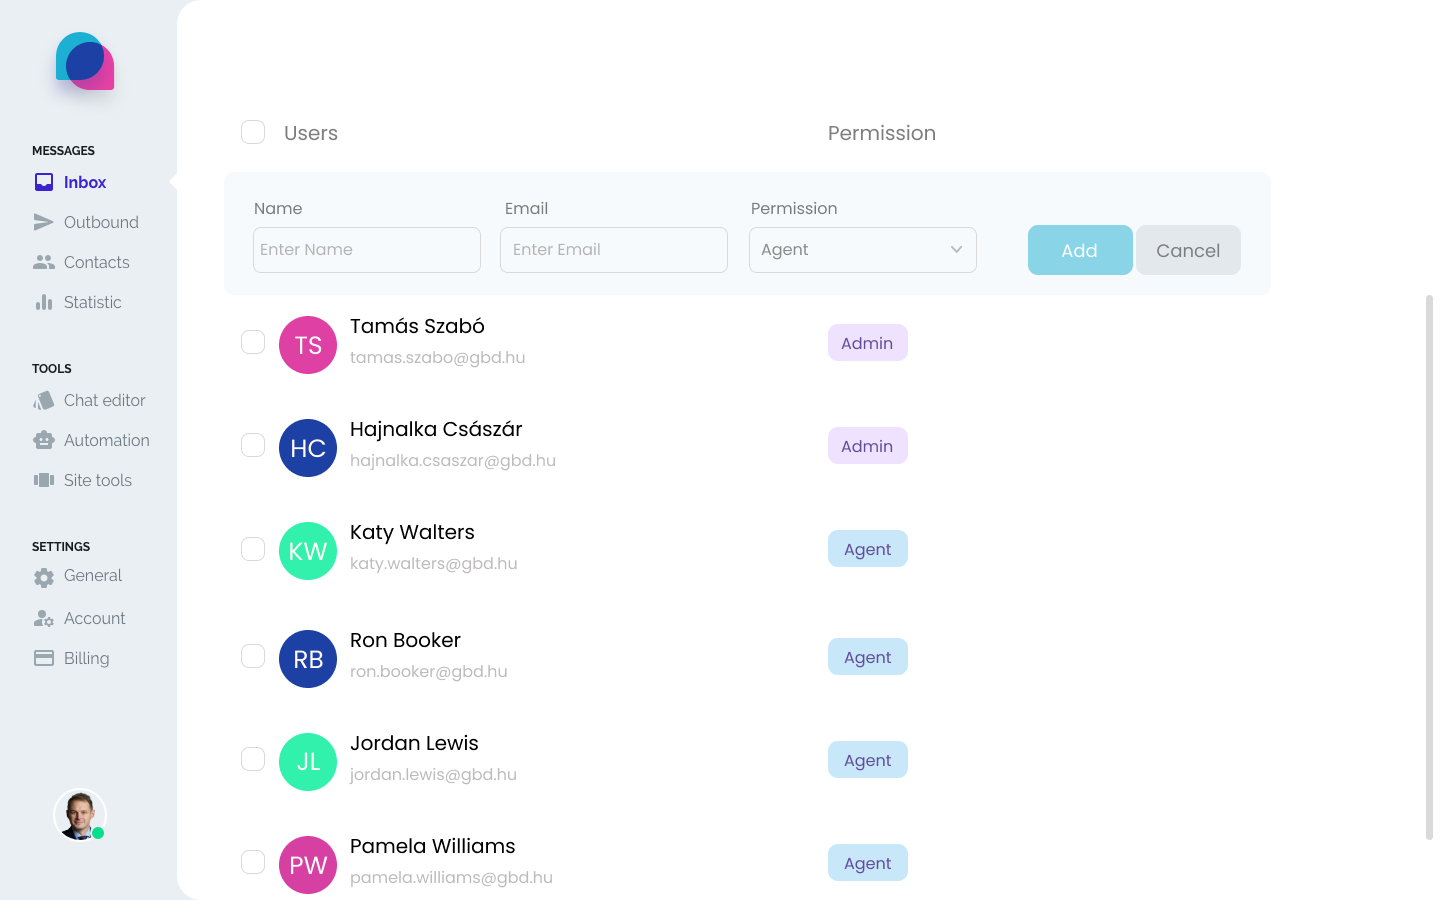 MESSAGES
Inbox
Outbound
Contacts
Statistic
TOOLS
Chat editor
Automation
Site tools
SETTINGS
General
Account
Billing
Users Permission
Name Email Permission
Enter Name Enter Email Agent Add Cancel
TS Tamás Szabó Admin
tamas.szabo@gbd.hu
HC Hajnalka Császár Admin
hajnalka.csaszar@gbd.hu
KW Katy Walters Agent
katy.walters@gbd.hu
RB Ron Booker Agent
ron.booker@gbd.hu
JL Jordan Lewis Agent
jordan.lewis@gbd.hu
PW Pamela Williams Agent
pamela.williams@gbd.hu